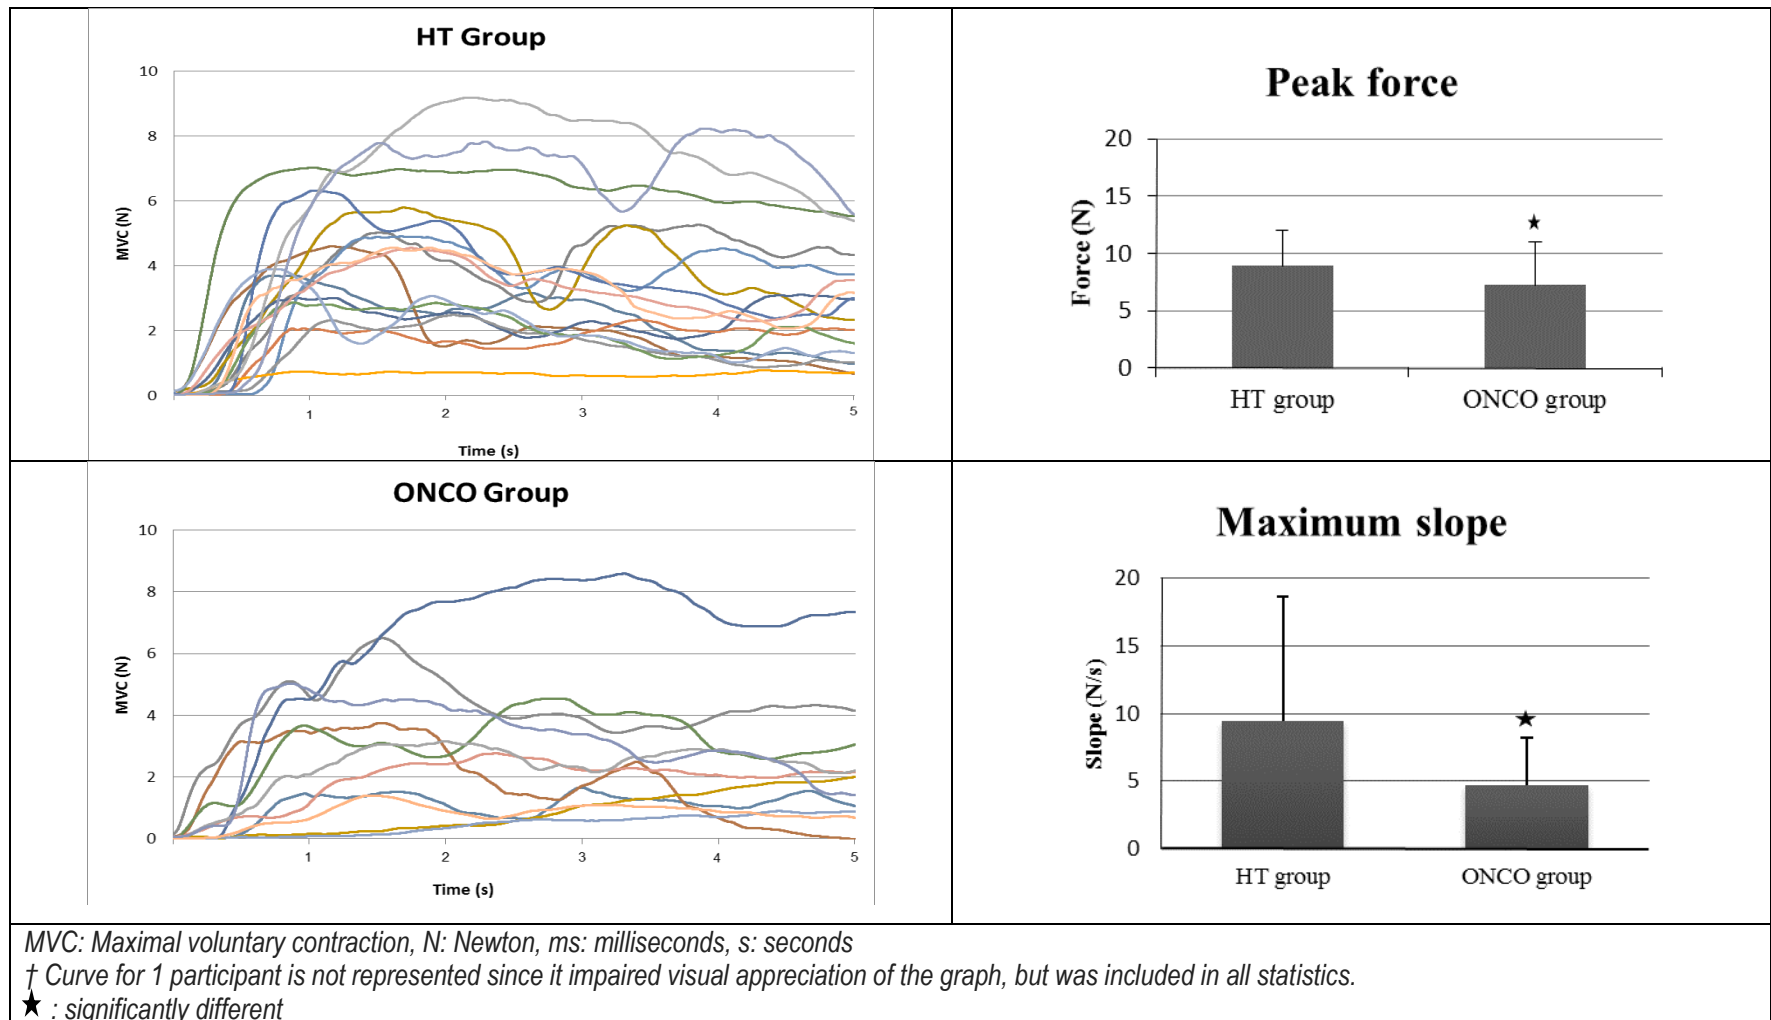 HT Group
10
8
6
4
2
0
MVC (N)
1 2 3 4 5
Time (s)
Peak force
20
15
10
5
0
Force (N)
★
HT group ONCO group
ONCO Group
10
8
6
4
2
0
MVC (N)
1 2 3 4 5
Time (s)
Maximum slope
20
15
10
5
0
Slope (N/s)
★
HT group ONCO group
MVC: Maximal voluntary contraction, N: Newton, ms: milliseconds, s: seconds
† Curve for 1 participant is not represented since it impaired visual appreciation of the graph, but was included in all statistics.
★ : significantly different